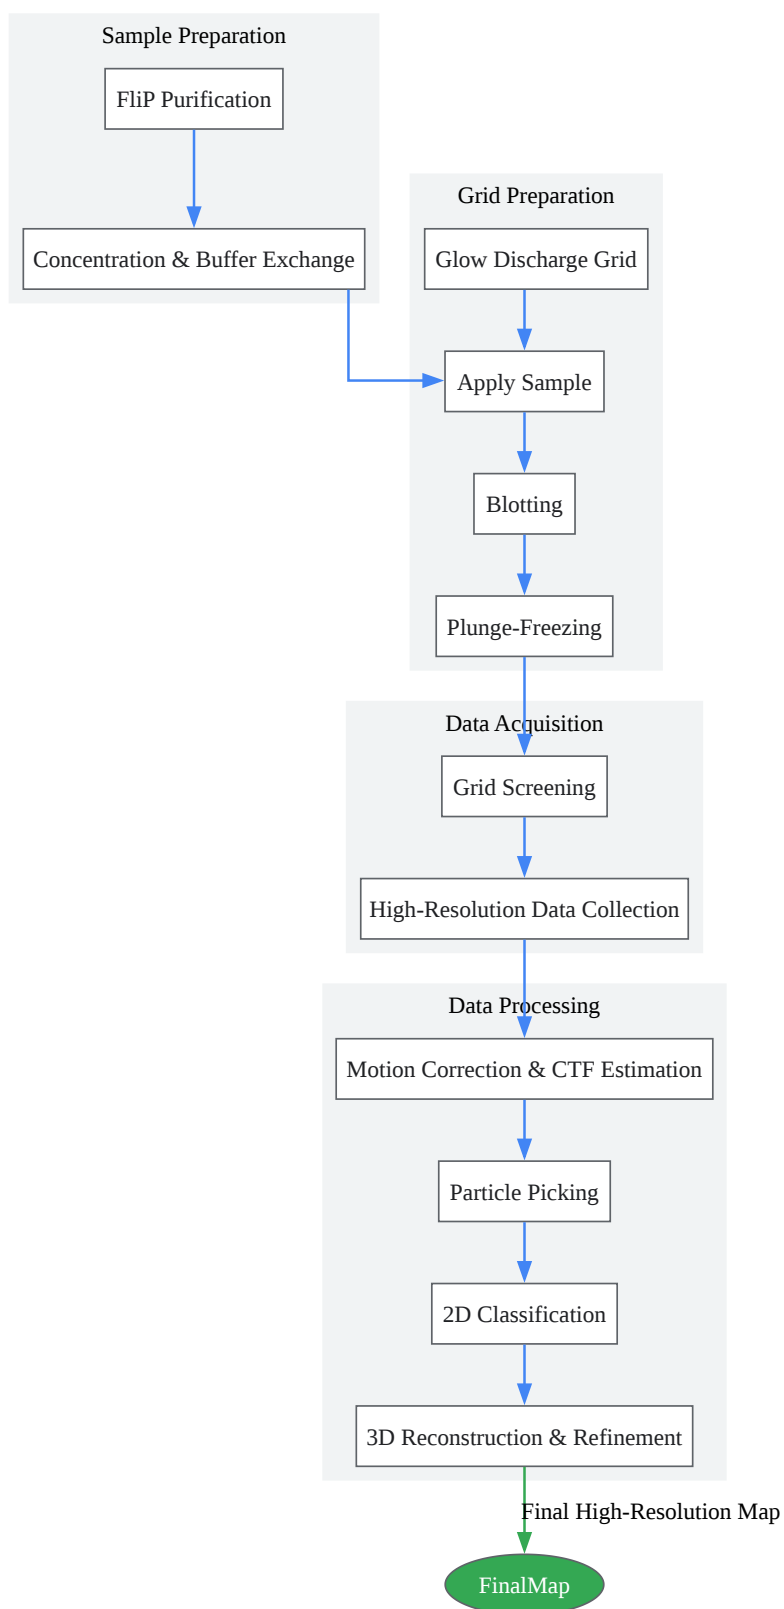 Sample Preparation
FliP Purification
Concentration & Buffer Exchange
Grid Preparation
Glow Discharge Grid
Apply Sample
Blotting
Plunge-Freezing
Data Acquisition
Grid Screening
High-Resolution Data Collection
Data Processing
Motion Correction & CTF Estimation
Particle Picking
2D Classification
3D Reconstruction & Refinement
Final High-Resolution Map
FinalMap